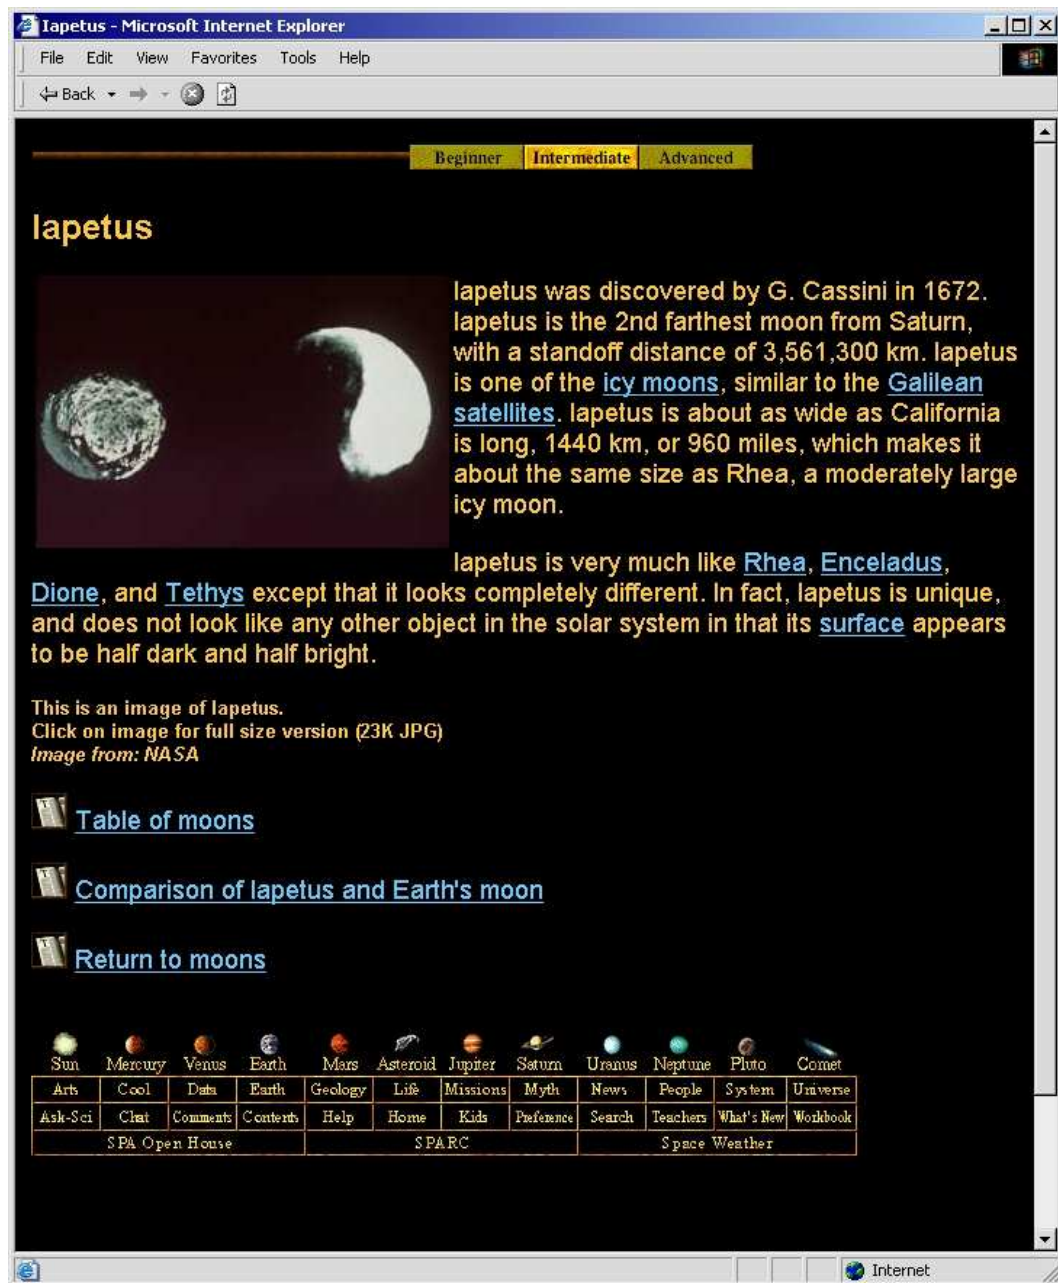 Iapetus - Microsoft Internet Explorer
File Edit View Favorites Tools Help
Back
Beginner Intermediate Advanced
Iapetus
Iapetus was discovered by G. Cassini in 1672.
Iapetus is the 2nd farthest moon from Saturn,
with a standoff distance of 3,561,300 km. Iapetus
is one of the icy moons, similar to the Galilean
satellites. Iapetus is about as wide as California
is long, 1440 km, or 960 miles, which makes it
about the same size as Rhea, a moderately large
icy moon.
Iapetus is very much like Rhea, Enceladus,
Dione, and Tethys except that it looks completely different. In fact, Iapetus is unique,
and does not look like any other object in the solar system in that its surface appears
to be half dark and half bright.
This is an image of Iapetus.
Click on image for full size version (23K JPG)
Image from: NASA
Table of moons
Comparison of Iapetus and Earth's moon
Return to moons
Sun Mercury Venus Earth Mars Asteroid Jupiter Saturn Uranus Neptune Pluto Comet
Arts Cool Data Earth Geology Life Missions Myth News People System Universe
Ask-Sci Chat Comments Contents Help Home Kids Preference Search Teachers What's New Workbook
SPA Open House SPARC Space Weather
Internet